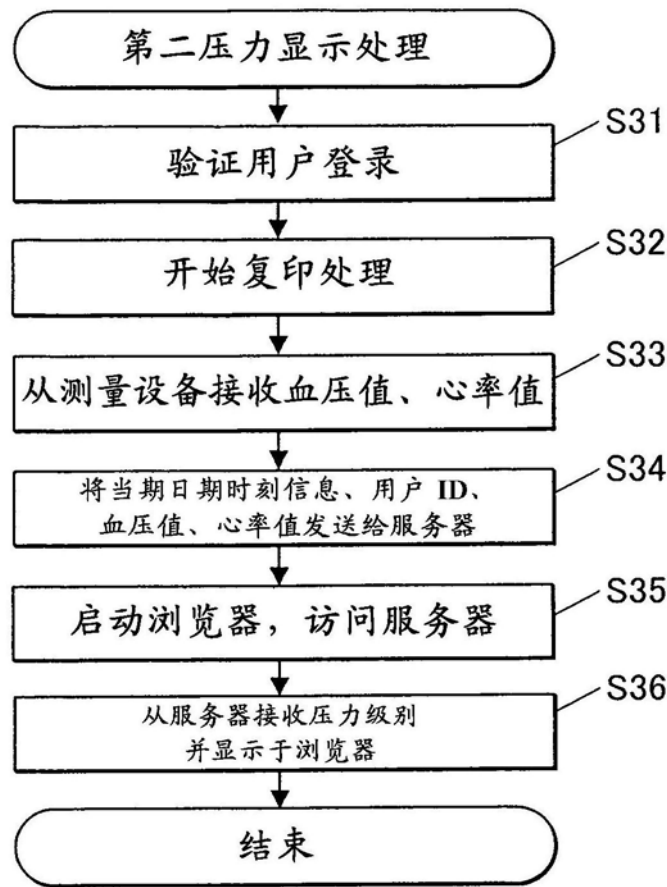 第二压力显示处理
S31
验证用户登录
S32
开始复印处理
S33
从测量设备接收血压值、心率值
S34
将当期日期时刻信息、用户 ID、
血压值、心率值发送给服务器
S35
启动浏览器，访问服务器
S36
从服务器接收压力级别
并显示于浏览器
结束